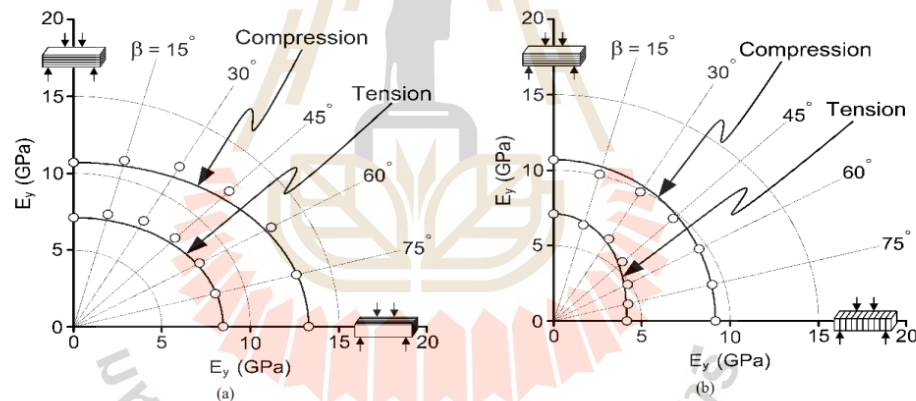 20
15
10
5
0
E_y (GPa)
β = 15°
30°
45°
60°
75°
Compression
Tension
0 5 10 15 20
E_y (GPa)
(a)
20
15
10
5
0
E_y (GPa)
β = 15°
30°
45°
60°
75°
Compression
Tension
0 5 10 15 20
E_y (GPa)
(b)